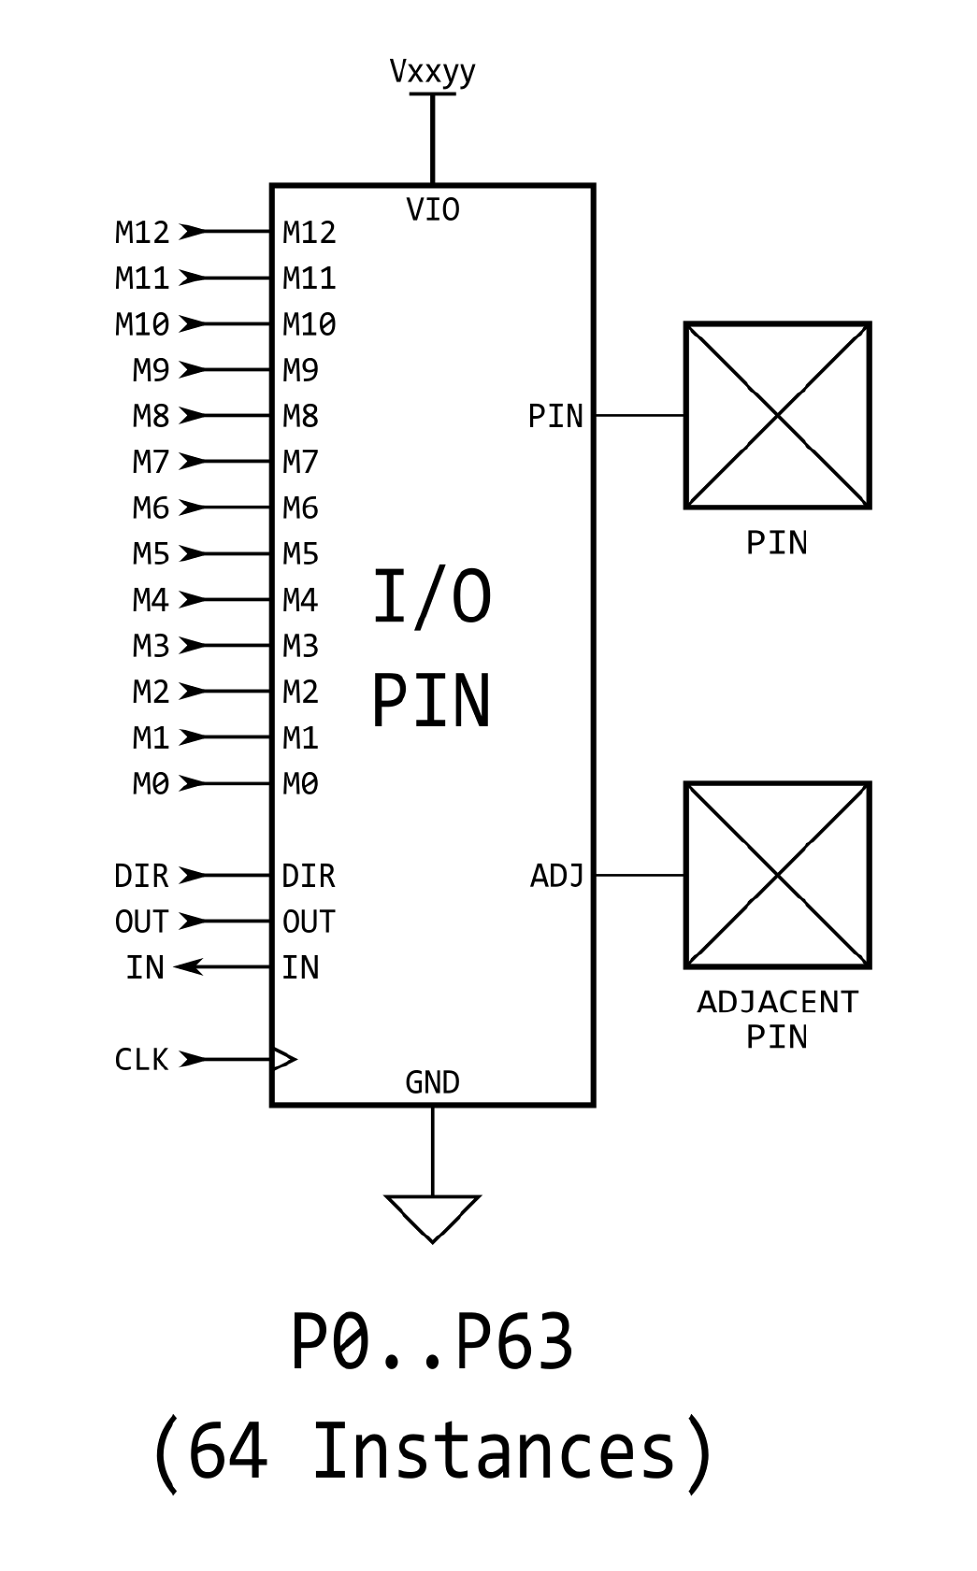 Vxxyy
VIO
M12 M12
M11 M11
M10 M10
M9 M9
M8 M8 PIN
M7 M7
M6 M6
PIN
M5 M5
M4 M4
I/O
M3 M3
M2 M2
PIN
M1 M1
M0 M0
DIR DIR ADJ
OUT OUT
IN IN
ADJACENT
PIN
CLK
GND
P0..P63
(64 Instances)